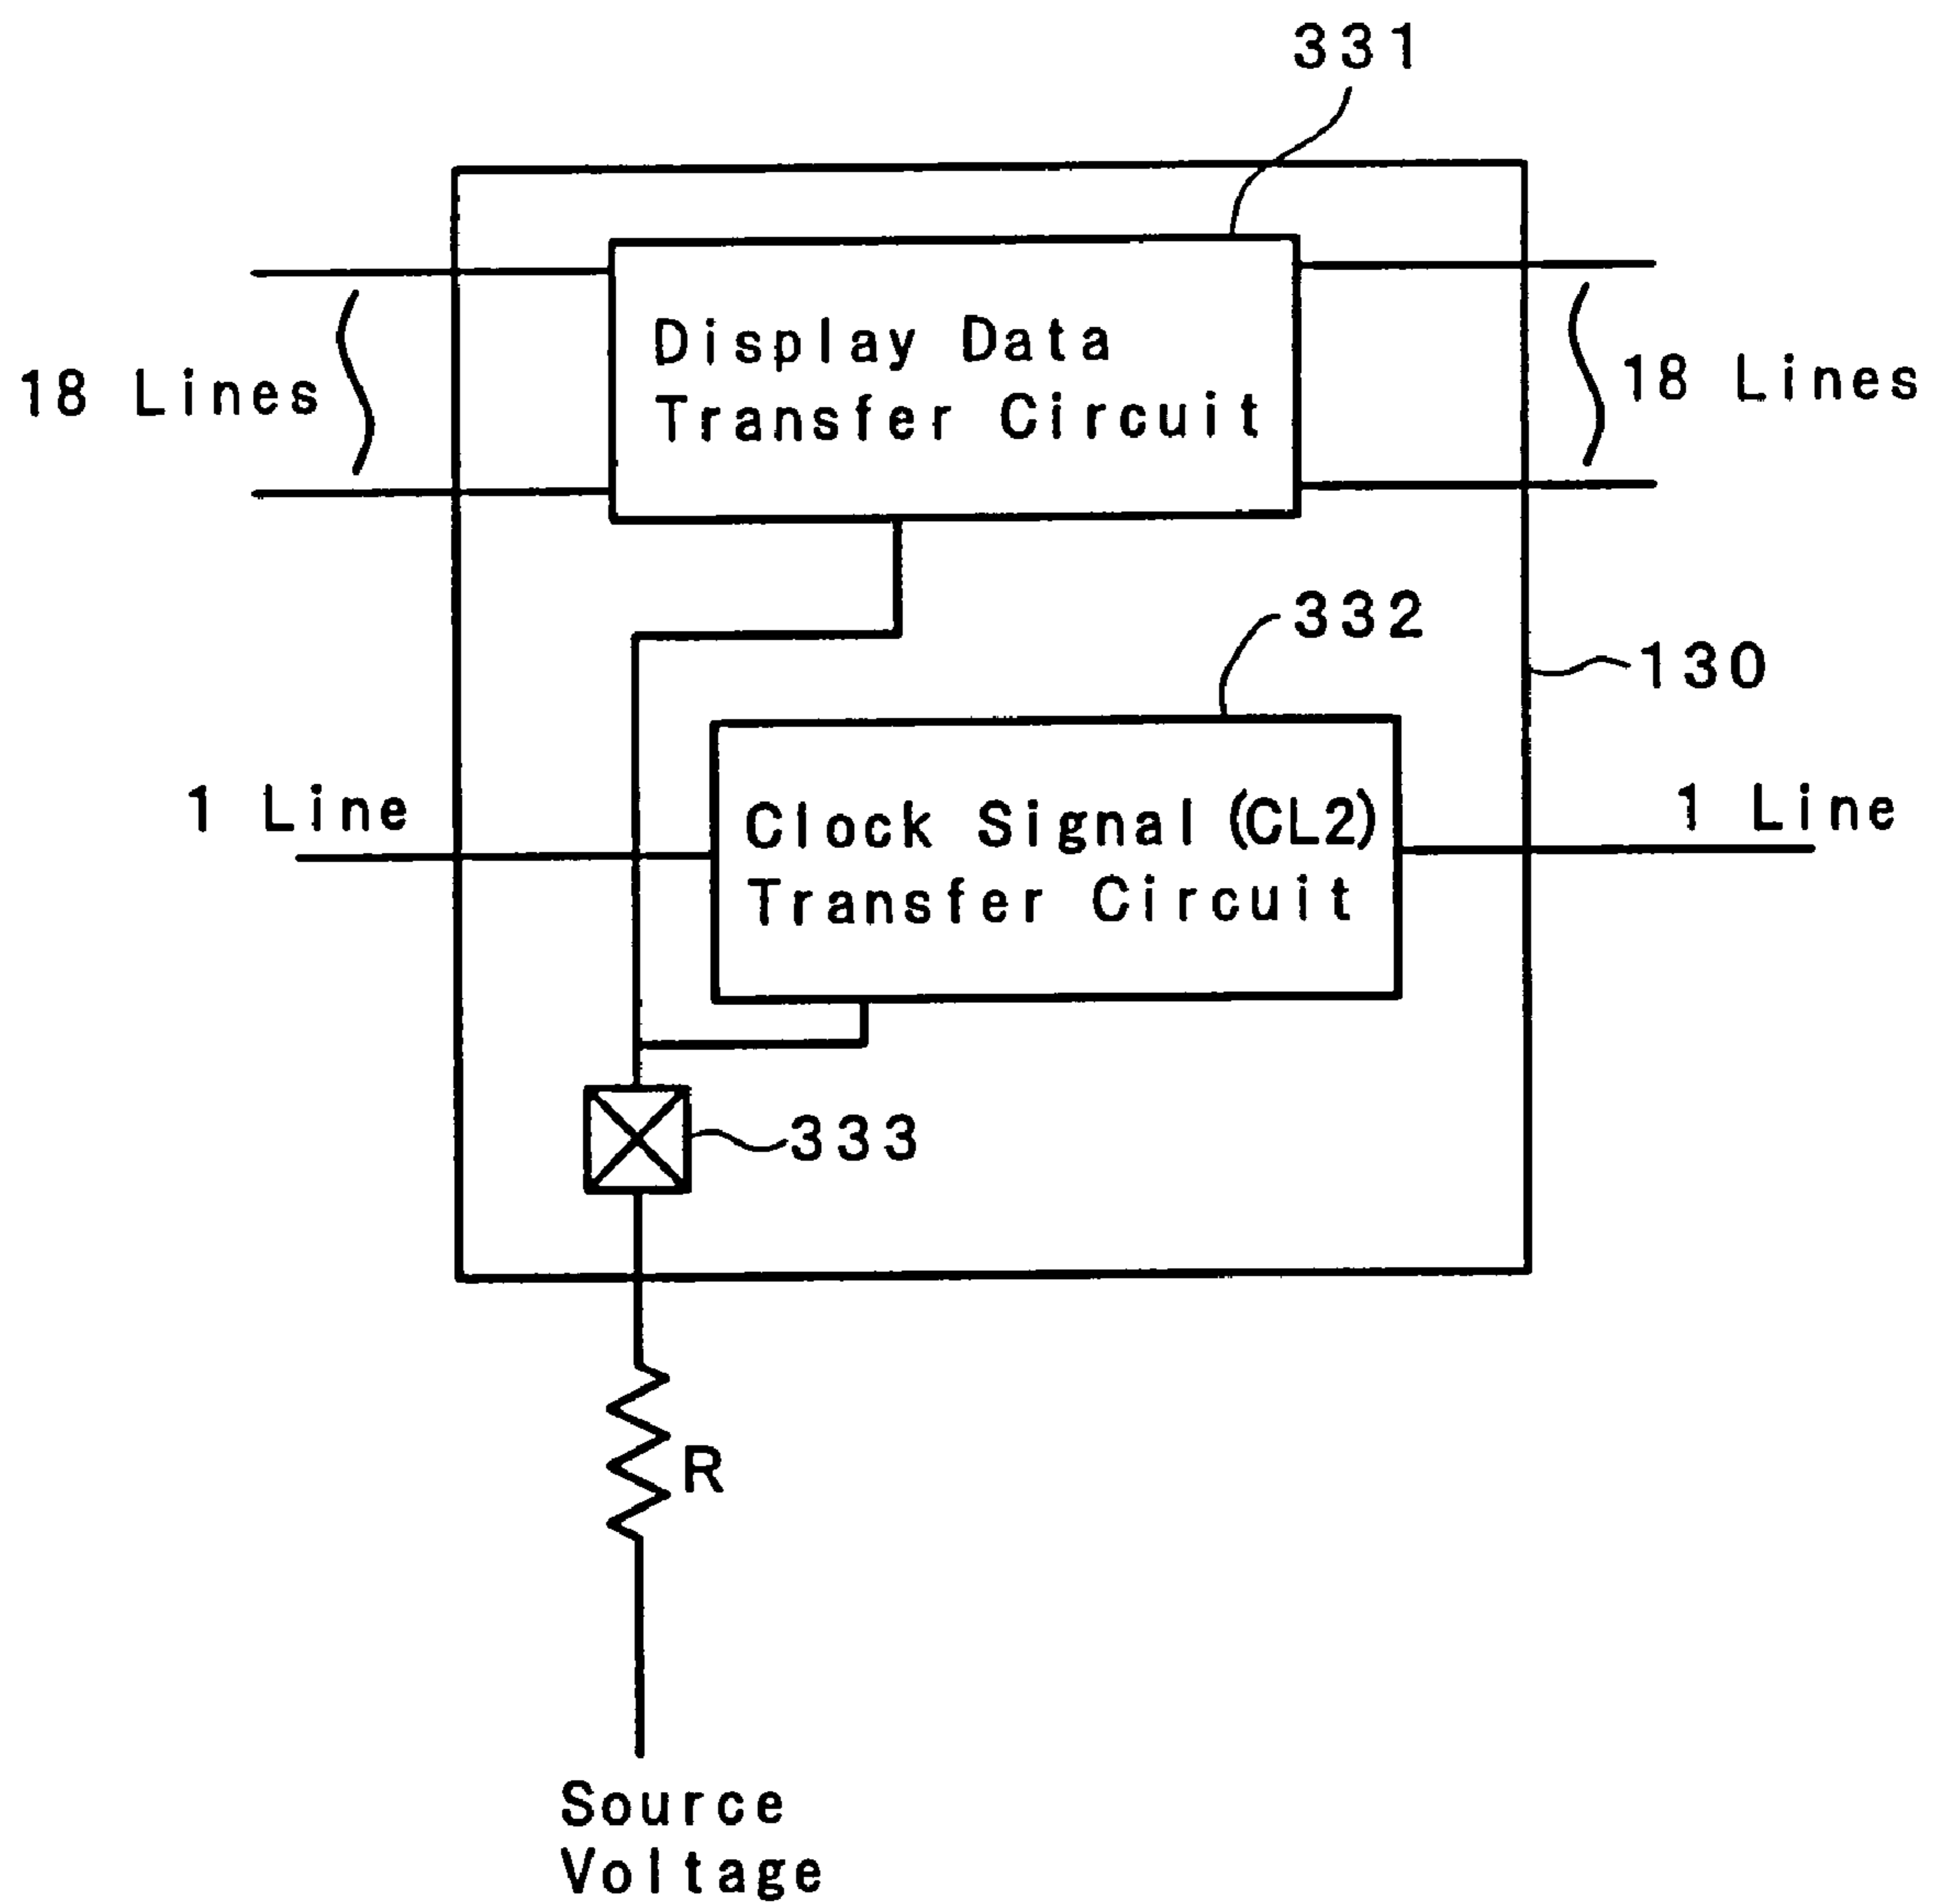 331
Display Data
Transfer Circuit
18 Lines
18 Lines
332
130
1 Line
Clock Signal (CL2)
Transfer Circuit
1 Line
333
R
Source
Voltage